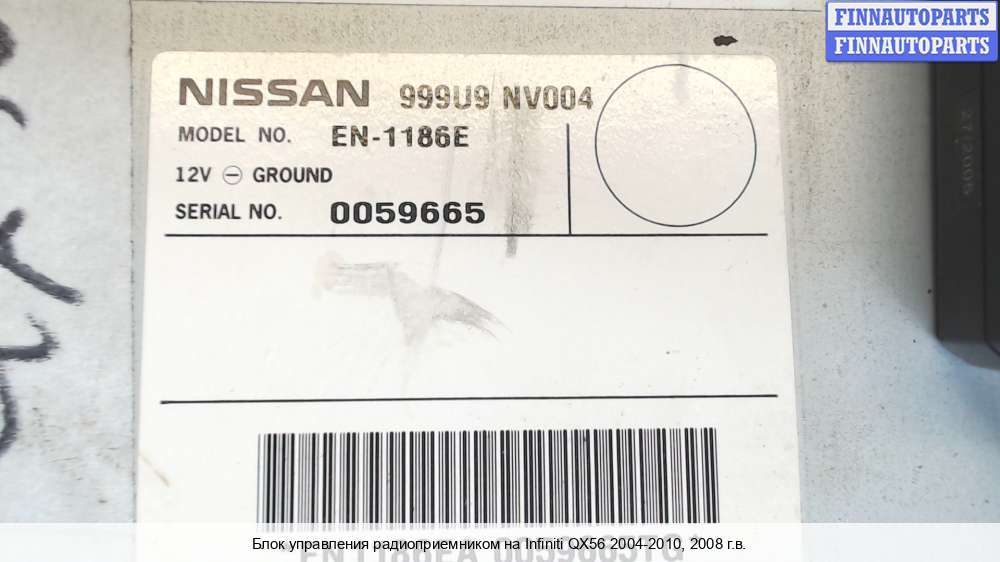 FINNAUTOPARTS
FINNAUTOPARTS
NISSAN 999U9 NV004
MODEL NO. EN-1186E
12V ⊖ GROUND
SERIAL NO. 0059665
Блок управления радиоприемником на Infiniti QX56 2004-2010, 2008 г.в.